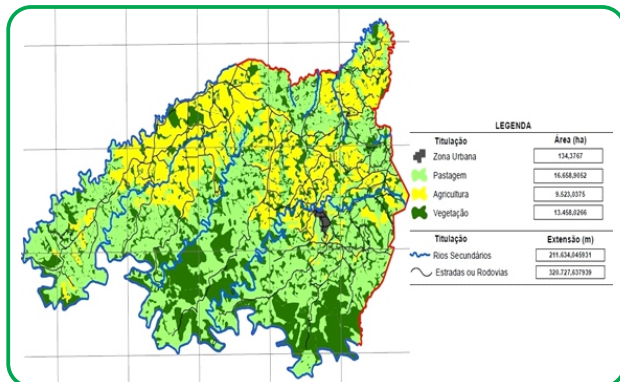 LEGENDA
Titulação Área (ha)
Zona Urbana 134,3767
Pastagem 16.658,9052
Agricultura 9.523,0375
Vegetação 13.458,0266
Titulação Extensão (m)
Rios Secundários 211.634,045931
Estradas ou Rodovias 320.727,637939